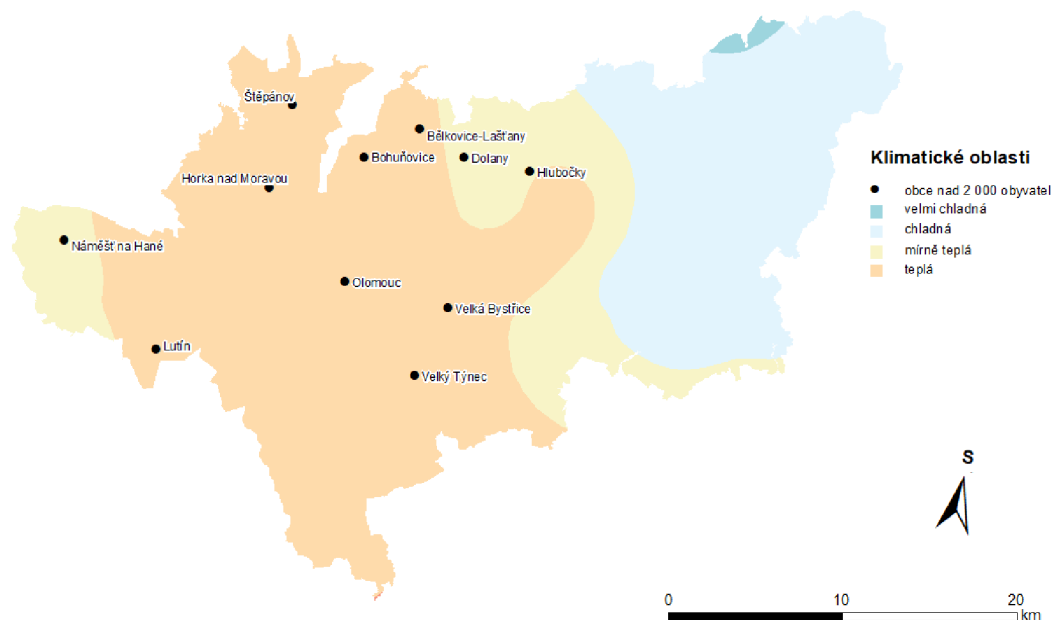 Štěpánov
Bělkovice-Lašťany
Bohuňovice
Dolany
Hlubočky
Horka nad Moravou
Náměšť na Hané
Olomouc
Velká Bystřice
Lutín
Velký Týnec
Klimatické oblasti
obce nad 2 000 obyvatel
velmi chladná
chladná
mírně teplá
teplá
S
0 10 20
km